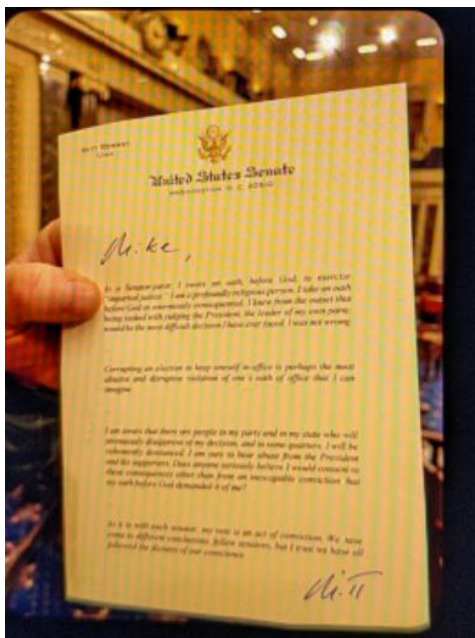 MITT ROMNEY
UTAH
United States Senate
WASHINGTON, D.C. 20510
Mike,
As a Senator-juror, I swore an oath, before God, to exercise
"impartial justice." I am a profoundly religious person. I take an oath
before God as enormously consequential. I knew from the outset that
being tasked with judging the President, the leader of my own party,
would be the most difficult decision I have ever faced. I was not wrong.
Corrupting an election to keep oneself in office is perhaps the most
abusive and disruptive violation of one's oath of office that I can
imagine.
I am aware that there are people in my party and in my state who will
strenuously disapprove of my decision, and in some quarters, I will be
vehemently denounced. I am sure to hear abuse from the President
and his supporters. Does anyone seriously believe I would consent to
these consequences other than from an inescapable conviction that
my oath before God demanded it of me?
As it is with each senator, my vote is an act of conviction. We have
come to different conclusions, fellow senators, but I trust we have all
followed the dictates of our conscience.
Mitt